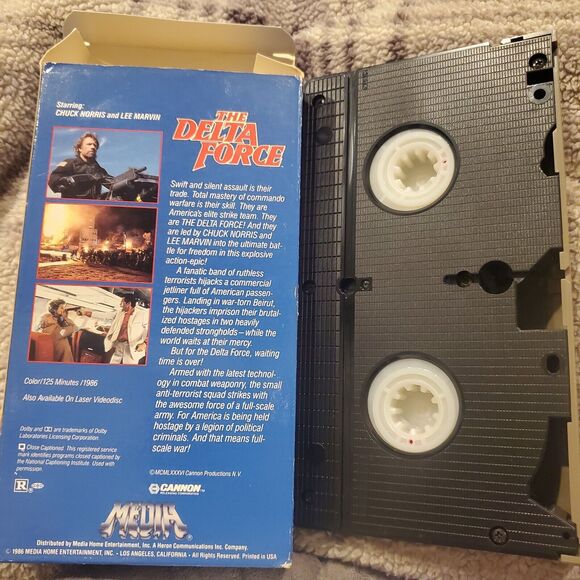 Starring:
CHUCK NORRIS and LEE MARVIN
THE
DELTA
FORCE
Swift and silent assault is their
trade. Total mastery of commando
warfare is their skill. They are
America's elite strike team. They
are THE DELTA FORCE! And they
are led by CHUCK NORRIS and
LEE MARVIN into the ultimate bat-
tle for freedom in this explosive
action-epic!
A fanatic band of ruthless
terrorists hijacks a commercial
jetliner full of American passen-
gers. Landing in war-torn Beirut,
the hijackers imprison their brutal-
ized hostages in two heavily
defended strongholds–while the
world waits at their mercy.
But for the Delta Force, waiting
time is over!
Armed with the latest technol-
ogy in combat weaponry, the small
anti-terrorist squad strikes with
the awesome force of a full-scale
army. For America is being held
hostage by a legion of political
criminals. And that means full-
scale war!
Color/125 Minutes/1986
Also Available On Laser Videodisc
Dolby and DD are trademarks of Dolby
Laboratories Licensing Corporation.
Close Captioned. This registered service
mark identifies programs closed captioned by
the National Captioning Institute. Used with
permission.
R
©MCMLXXXVI Cannon Productions N.V.
CANNON
RELEASING CORPORATION
MEDIA
Distributed by Media Home Entertainment, Inc. A Heron Communications Inc. Company.
© 1986 MEDIA HOME ENTERTAINMENT, INC. - LOS ANGELES, CALIFORNIA - All Rights Reserved. Printed in USA